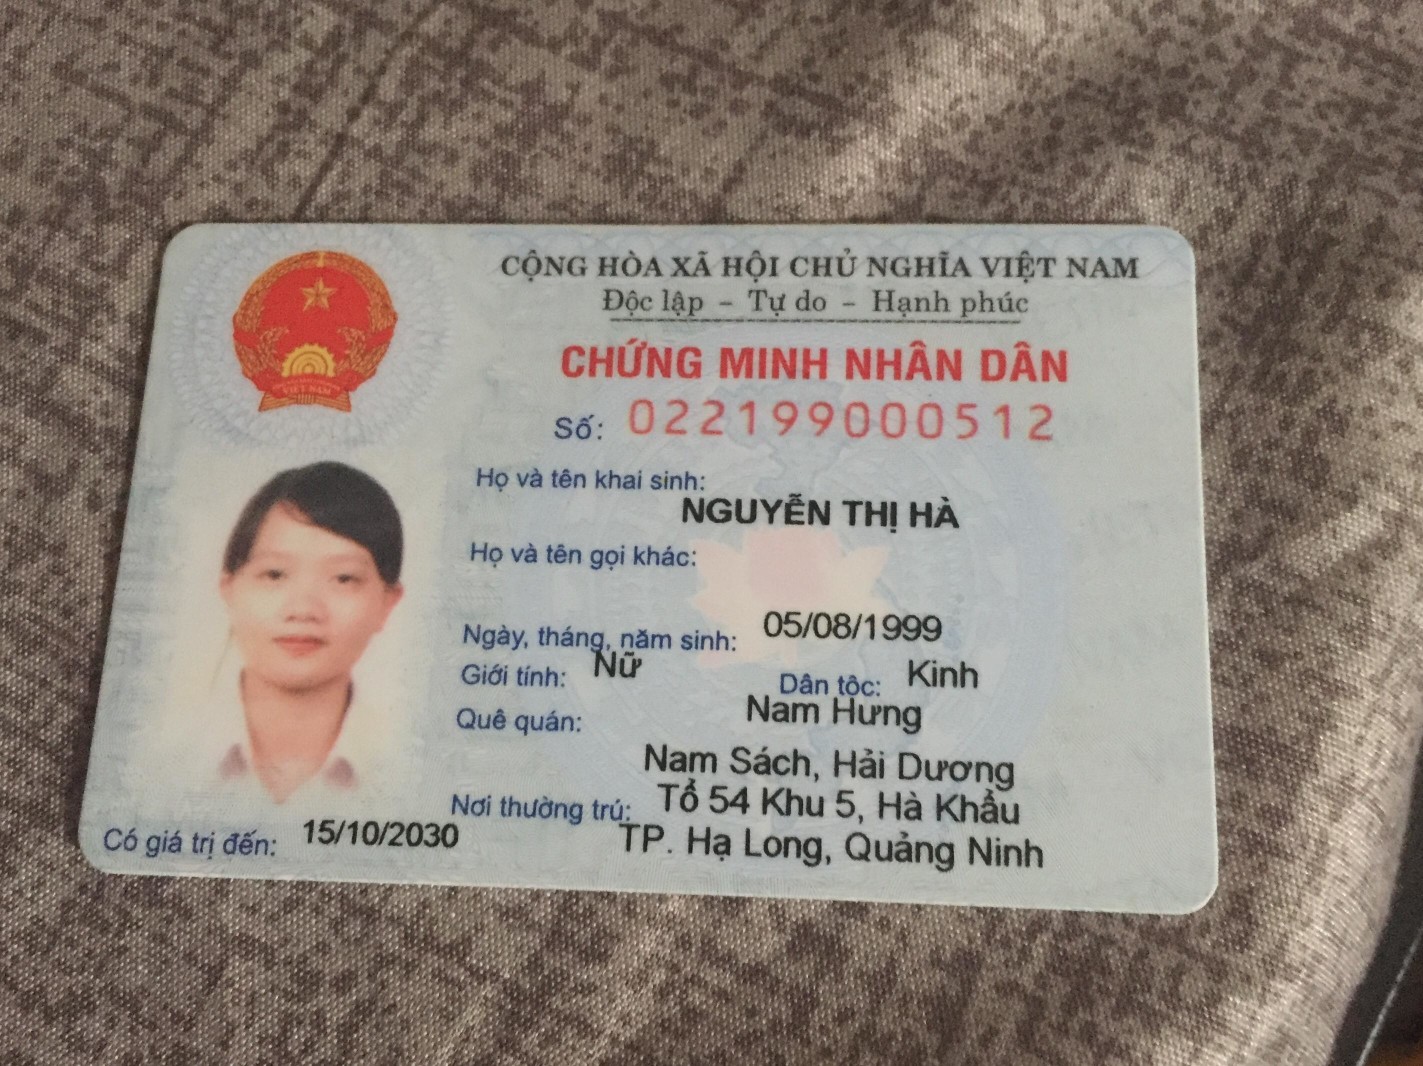 CỘNG HÒA XÃ HỘI CHỦ NGHĨA VIỆT NAM
Độc lập – Tự do – Hạnh phúc
CHỨNG MINH NHÂN DÂN
Số: 022199000512
Họ và tên khai sinh:
NGUYỄN THỊ HÀ
Họ và tên gọi khác:
Ngày, tháng, năm sinh: 05/08/1999
Giới tính: Nữ Dân tộc: Kinh
Quê quán: Nam Hưng
Nam Sách, Hải Dương
Nơi thường trú: Tổ 54 Khu 5, Hà Khẩu
TP. Hạ Long, Quảng Ninh
Có giá trị đến: 15/10/2030